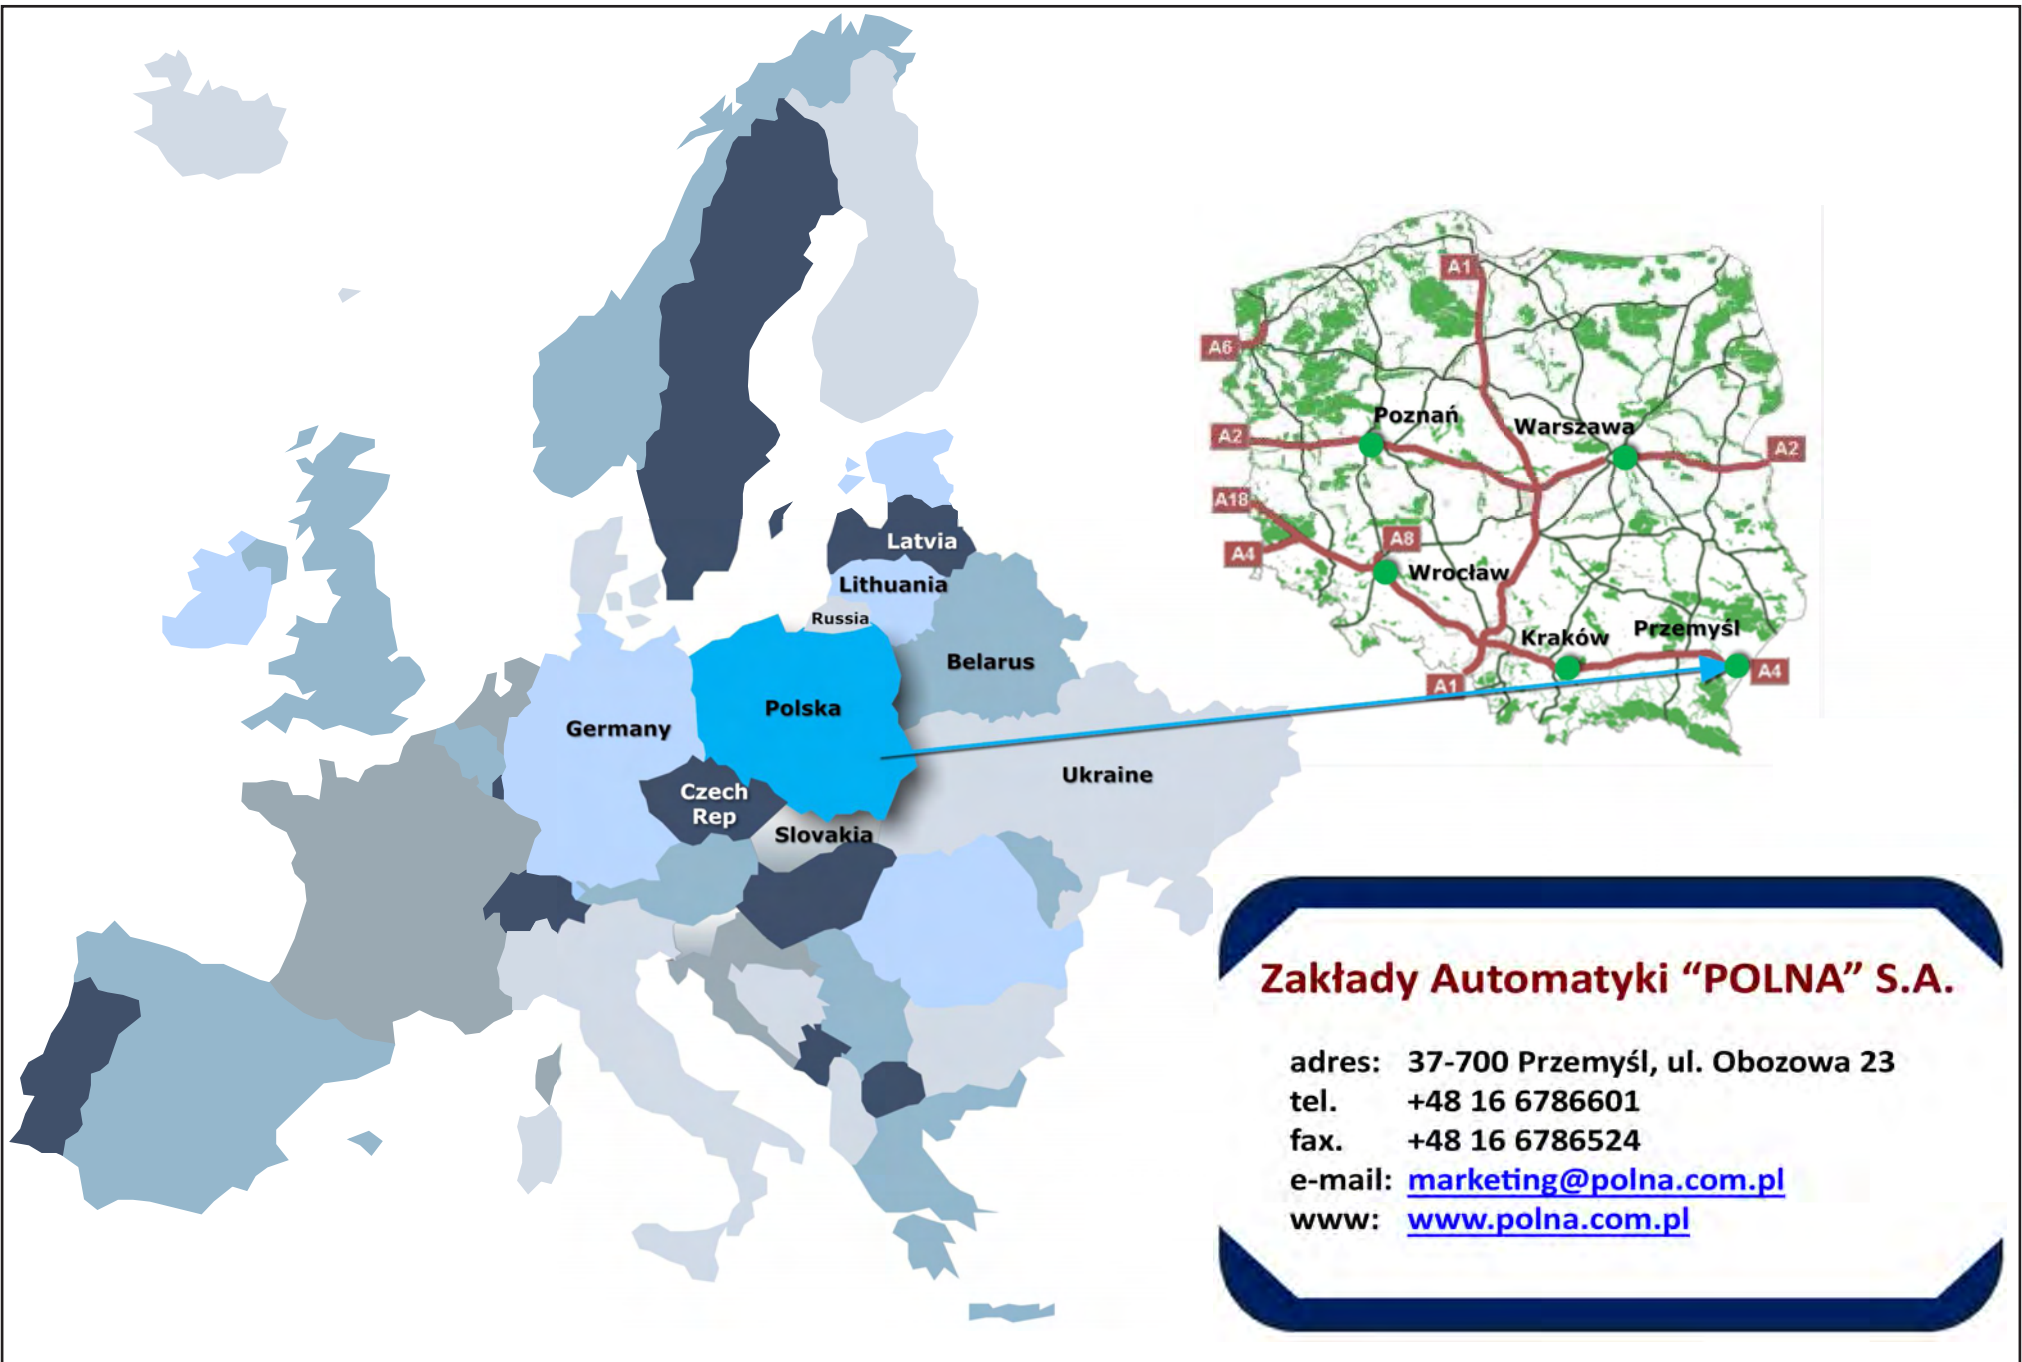 Latvia
Lithuania
Russia
Belarus
Polska
Germany
Ukraine
Czech
Rep
Slovakia
A1
A6
Poznań
Warszawa
A2
A2
A18
A8
A4
Wrocław
Kraków
Przemyśl
A1
A4
Zakłady Automatyki “POLNA” S.A.
adres: 37-700 Przemyśl, ul. Obozowa 23
tel. +48 16 6786601
fax. +48 16 6786524
e-mail: marketing@polna.com.pl
www: www.polna.com.pl